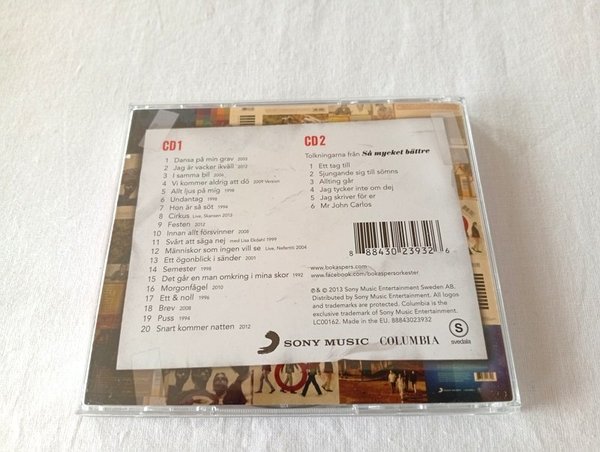 CD1
1 Dansa på min grav 2003
2 Jag är vacker ikväll 2012
3 I samma bil 2006
4 Vi kommer aldrig att dö 2009 Version
5 Allt ljus på mig 1998
6 Undantag 1998
7 Hon är så söt 1996
8 Cirkus Live, Skansen 2013
9 Festen 2012
10 Innan allt försvinner 2008
11 Svårt att säga nej med Lisa Ekdahl 1999
12 Människor som ingen vill se Live, Nefertiti 2004
13 Ett ögonblick i sänder 2001
14 Semester 1998
15 Det går en man omkring i mina skor 1992
16 Morgonfågel 2010
17 Ett & noll 1996
18 Brev 2008
19 Puss 1994
20 Snart kommer natten 2012
CD2
Tolkningarna från Så mycket bättre
1 Ett tag till
2 Sjungande sig till sömns
3 Allting går
4 Jag tycker inte om dej
5 Jag skriver för er
6 Mr John Carlos
8 88430 23932 6
www.bokaspers.com
www.facebook.com/bokaspersorkester
℗ & © 2013 Sony Music Entertainment Sweden AB.
Distributed by Sony Music Entertainment. All logos
and trademarks are protected. Columbia is the
exclusive trademark of Sony Music Entertainment.
LC00162. Made in the EU. 88843023932
SONY MUSIC COLUMBIA
S
svedala